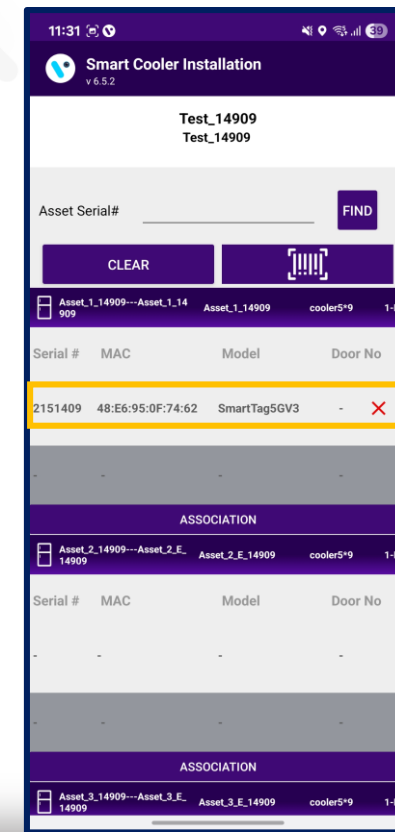 11:31 39
Smart Cooler Installation
v 6.5.2
Test_14909
Test_14909
Asset Serial# FIND
CLEAR
Asset_1_14909---Asset_1_14
909 Asset_1_14909 cooler5*9
Serial # MAC Model Door No
2151409 48:E6:95:0F:74:62 SmartTag5GV3 -
- - - -
ASSOCIATION
Asset_2_14909---Asset_2_E_
14909 Asset_2_E_14909 cooler5*9
Serial # MAC Model Door No
- - - -
- - - -
ASSOCIATION
Asset_3_14909---Asset_3_E_
14909 Asset_3_E_14909 cooler5*9